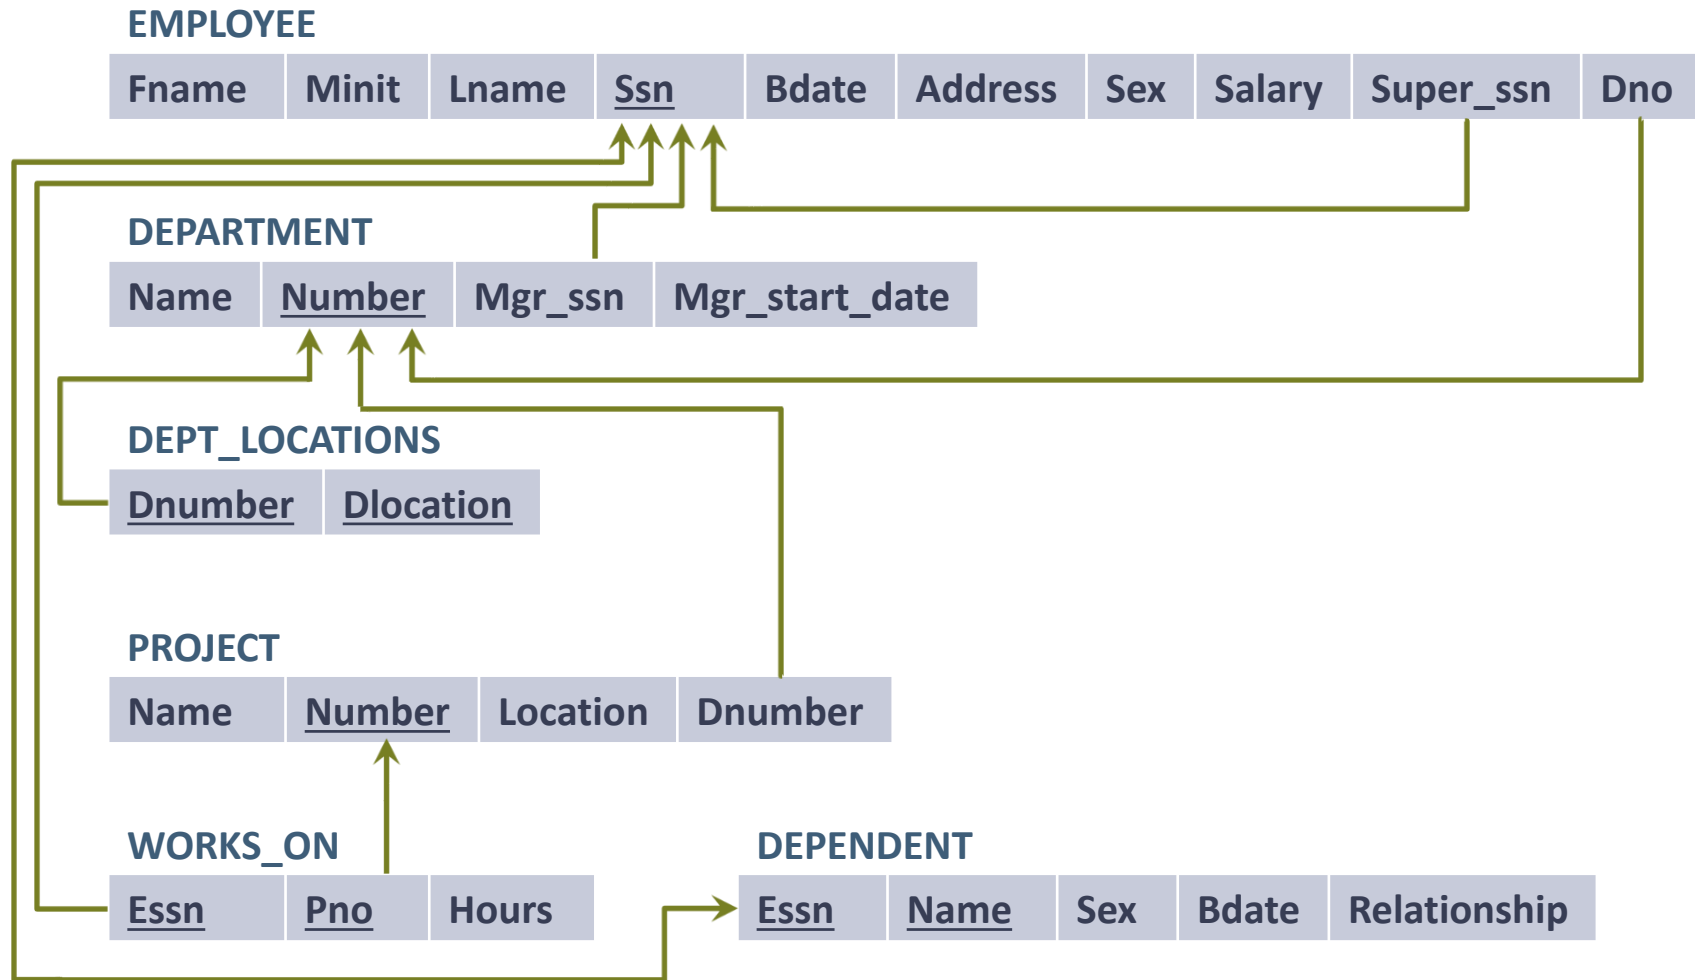 EMPLOYEE
Fname Minit Lname Ssn Bdate Address Sex Salary Super_ssn Dno
DEPARTMENT
Name Number Mgr_ssn Mgr_start_date
DEPT_LOCATIONS
Dnumber Dlocation
PROJECT
Name Number Location Dnumber
WORKS_ON
Essn Pno Hours
DEPENDENT
Essn Name Sex Bdate Relationship